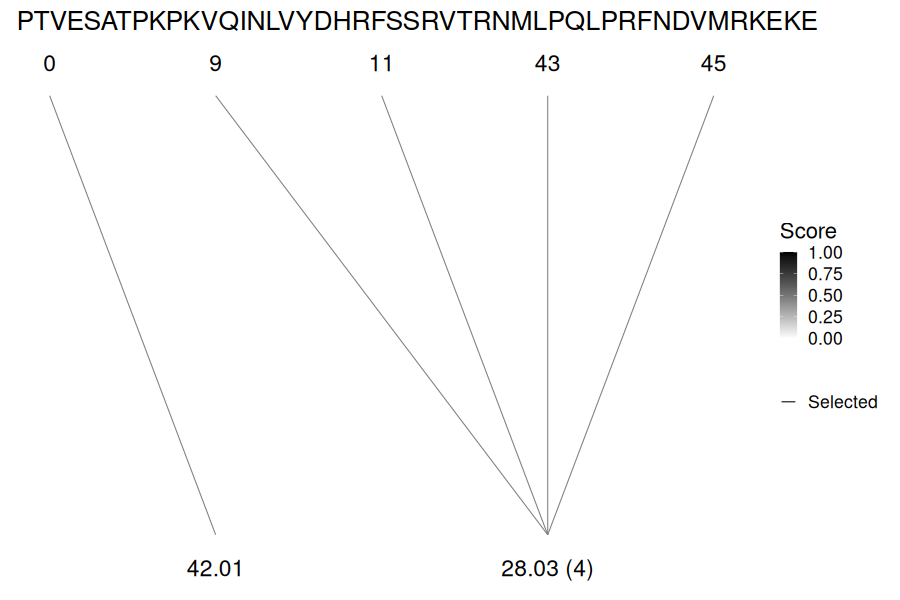 PTVESATPKPKVQINLVYDHRFSSRVTRNMLPQLPRFNDVMRKEKE
0 9 11 43 45
Score
1.00
0.75
0.50
0.25
0.00
Selected
42.01 28.03 (4)